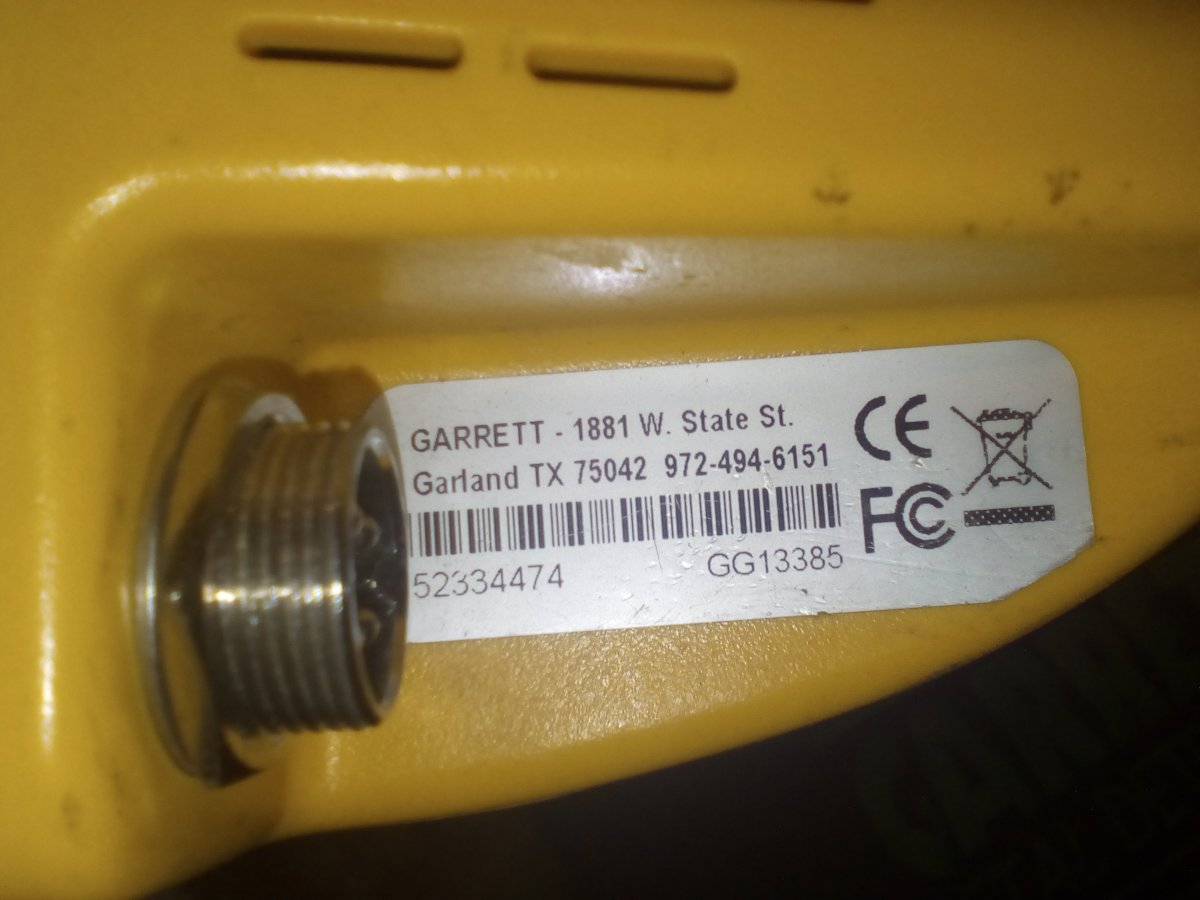 GARRETT - 1881 W. State St.
Garland TX 75042 972-494-6151
52334474 GG13385
CE
FC